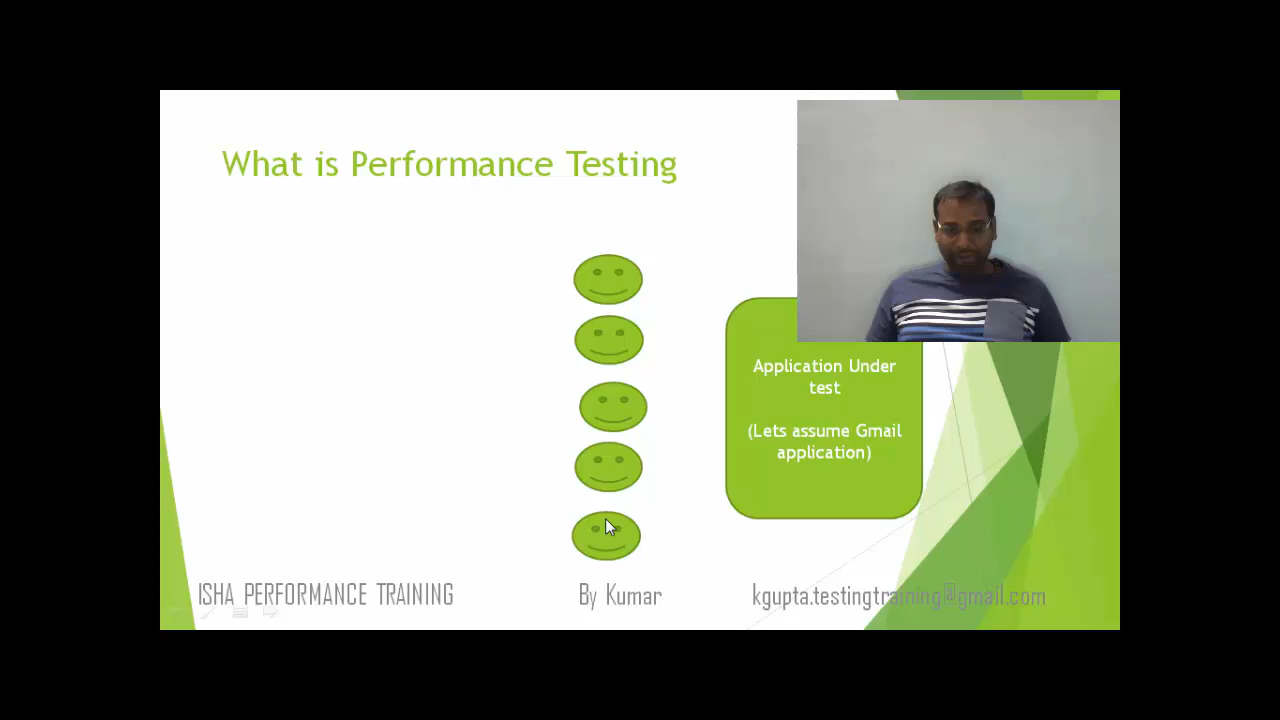 What is Performance Testing
Application Under
test
(Lets assume Gmail
application)
ISHA PERFORMANCE TRAINING
By Kumar
kgupta.testingtraining@gmail.com